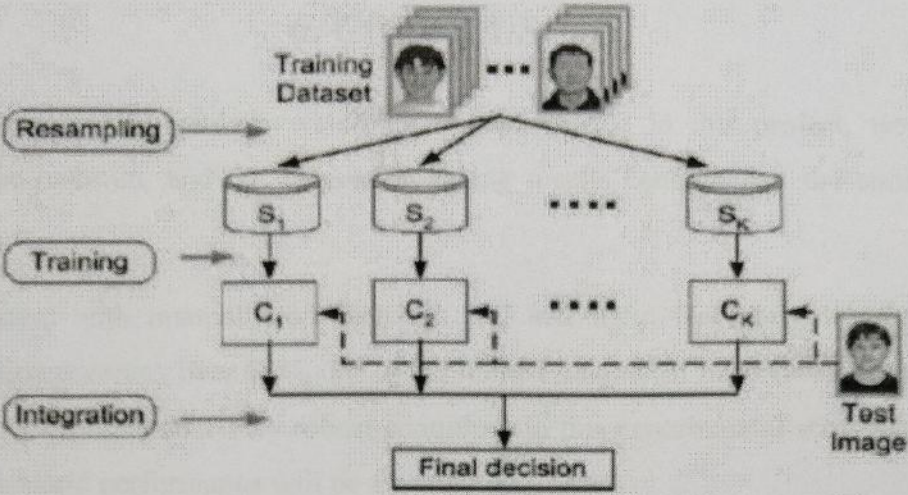 Training
Dataset
Resampling
S1
S2
SK
Training
C1
C2
CK
Integration
Test
Image
Final decision